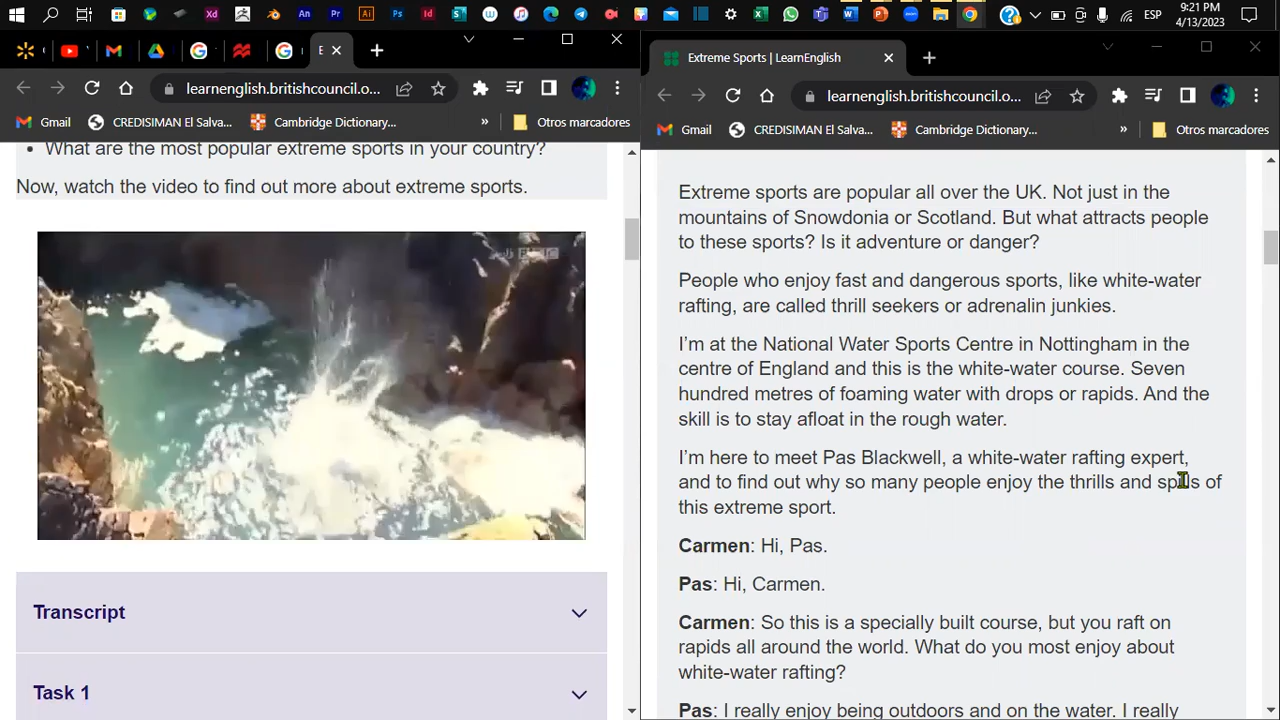 9:21 PM
ESP
4/13/2023
E
learnenglish.britishcouncil.o...
Gmail
CREDISIMAN El Salva...
Cambridge Dictionary...
»
Otros marcadores
• What are the most popular extreme sports in your country?
Now, watch the video to find out more about extreme sports.
Transcript
Task 1
Extreme Sports | LearnEnglish
learnenglish.britishcouncil.o...
Gmail
CREDISIMAN El Salva...
Cambridge Dictionary...
»
Otros marcadores
Extreme sports are popular all over the UK. Not just in the
mountains of Snowdonia or Scotland. But what attracts people
to these sports? Is it adventure or danger?
People who enjoy fast and dangerous sports, like white-water
rafting, are called thrill seekers or adrenalin junkies.
I'm at the National Water Sports Centre in Nottingham in the
centre of England and this is the white-water course. Seven
hundred metres of foaming water with drops or rapids. And the
skill is to stay afloat in the rough water.
I'm here to meet Pas Blackwell, a white-water rafting expert,
and to find out why so many people enjoy the thrills and spills of
this extreme sport.
Carmen: Hi, Pas.
Pas: Hi, Carmen.
Carmen: So this is a specially built course, but you raft on
rapids all around the world. What do you most enjoy about
white-water rafting?
Pas: I really enjoy being outdoors and on the water. I really